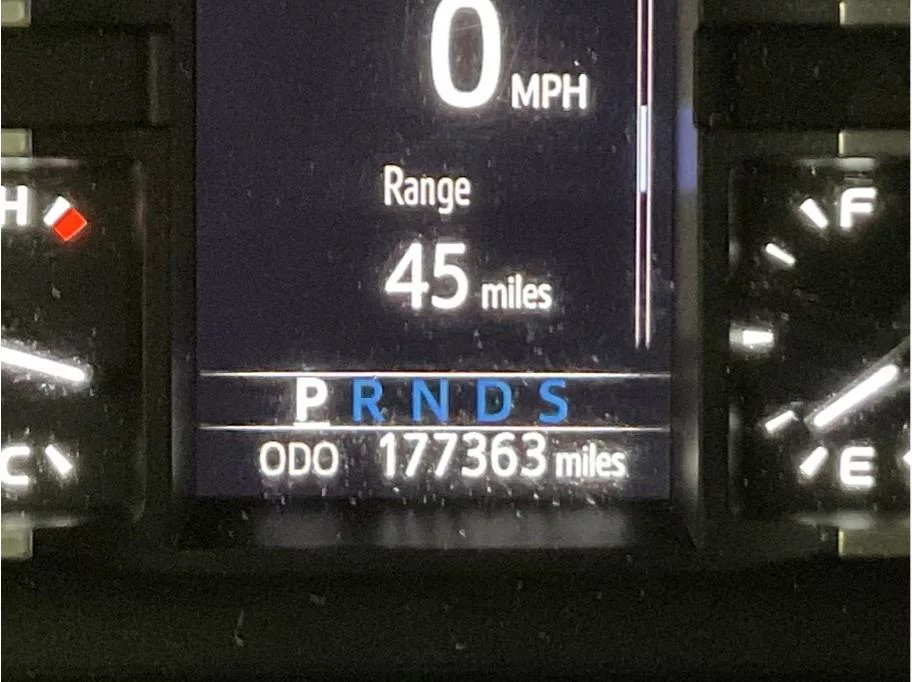 0 MPH
Range
H
F
45 miles
P R N D S
C
ODO 177363 miles
E